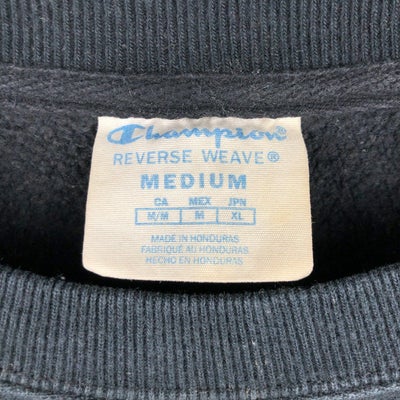 Champion
REVERSE WEAVE®
MEDIUM
CA MEX JPN
M/M M XL
MADE IN HONDURAS
FABRIQUÉ AU HONDURAS
HECHO EN HONDURAS